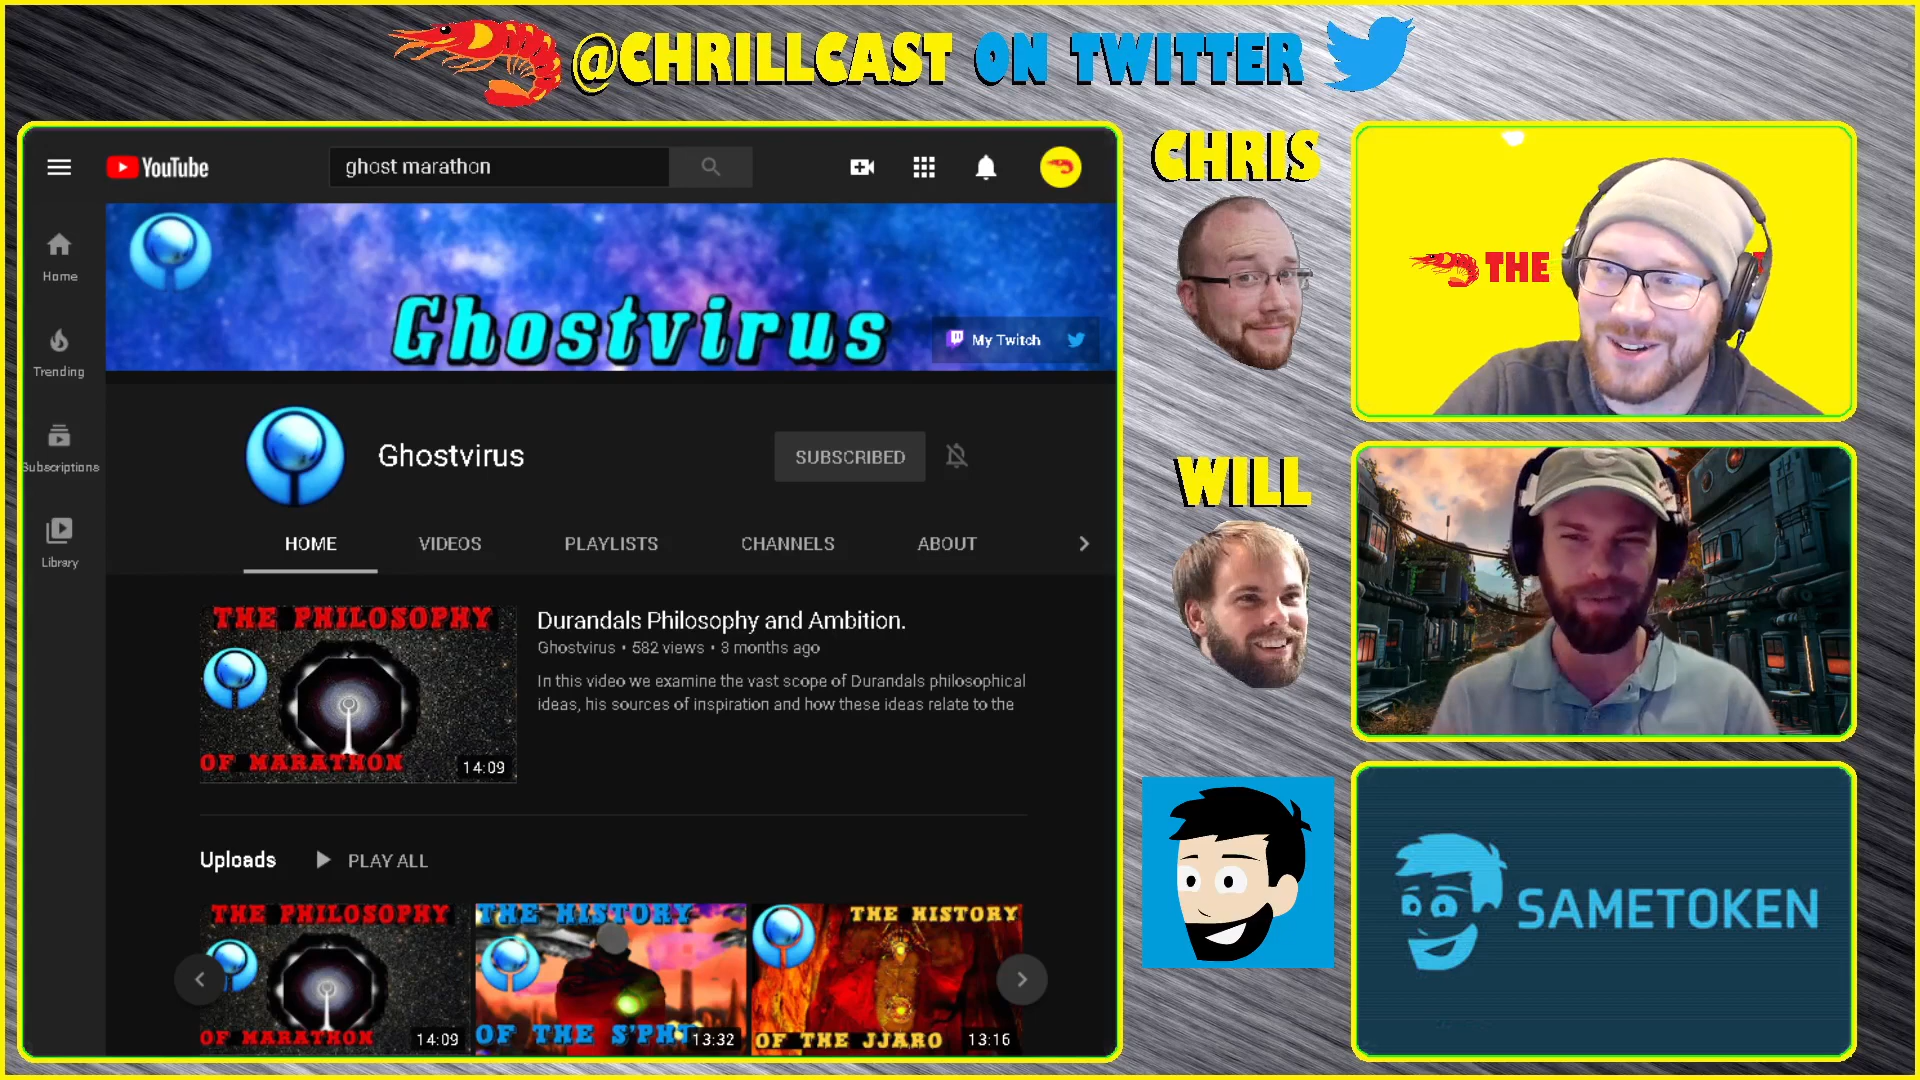 @CHRILLCAST ON TWITTER
YouTube
ghost marathon
Home
Trending
Subscriptions
Library
Ghostvirus
My Twitch
Ghostvirus
SUBSCRIBED
HOME
VIDEOS
PLAYLISTS
CHANNELS
ABOUT
THE PHILOSOPHY
OF MARATHON
14:09
Durandals Philosophy and Ambition.
Ghostvirus • 582 views • 3 months ago
In this video we examine the vast scope of Durandals philosophical
ideas, his sources of inspiration and how these ideas relate to the
Uploads
PLAY ALL
THE PHILOSOPHY
OF MARATHON
14:09
THE HISTORY
OF THE S'PHT
13:32
THE HISTORY
OF THE JJARO
13:16
CHRIS
THE
WILL
SAMETOKEN